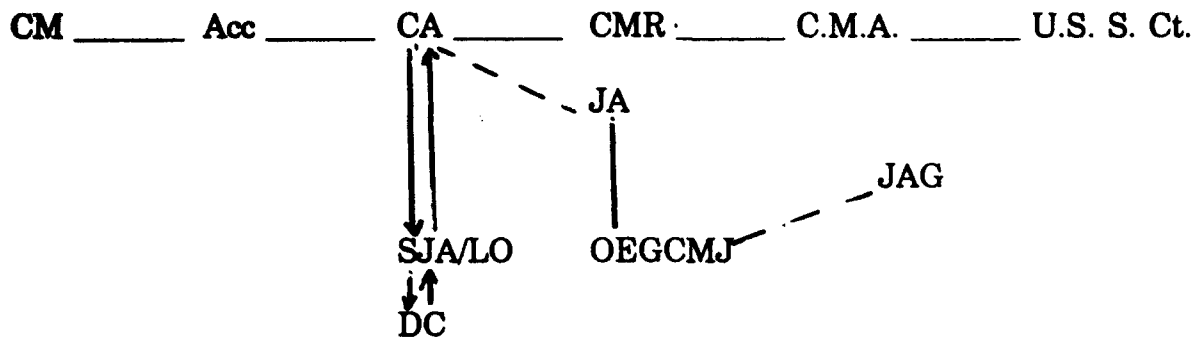 CM Acc CA CMR C.M.A. U.S. S. Ct.
JA
JAG
SJA/LO OEGCMJ
DC